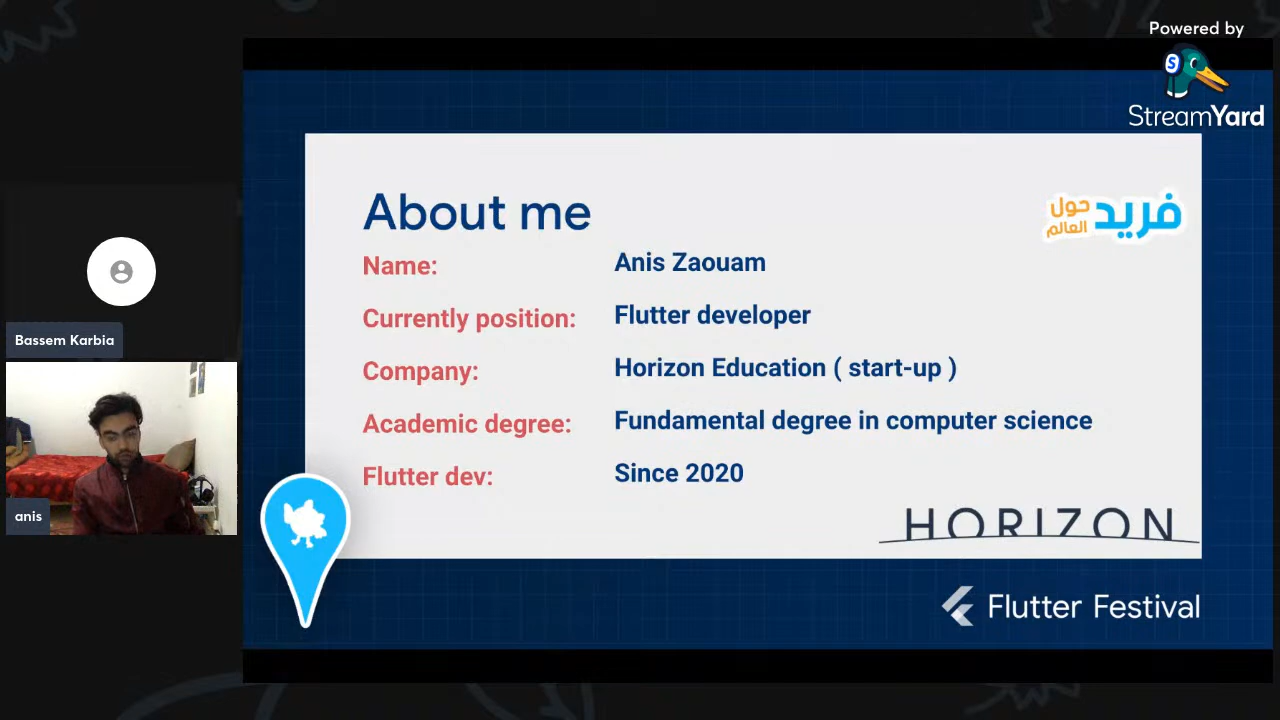 Powered by
StreamYard
About me
فريد
حول
العالم
Name:
Anis Zaouam
Currently position:
Flutter developer
Company:
Horizon Education ( start-up )
Academic degree:
Fundamental degree in computer science
Flutter dev:
Since 2020
HORIZON
Flutter Festival
Bassem Karbia
anis